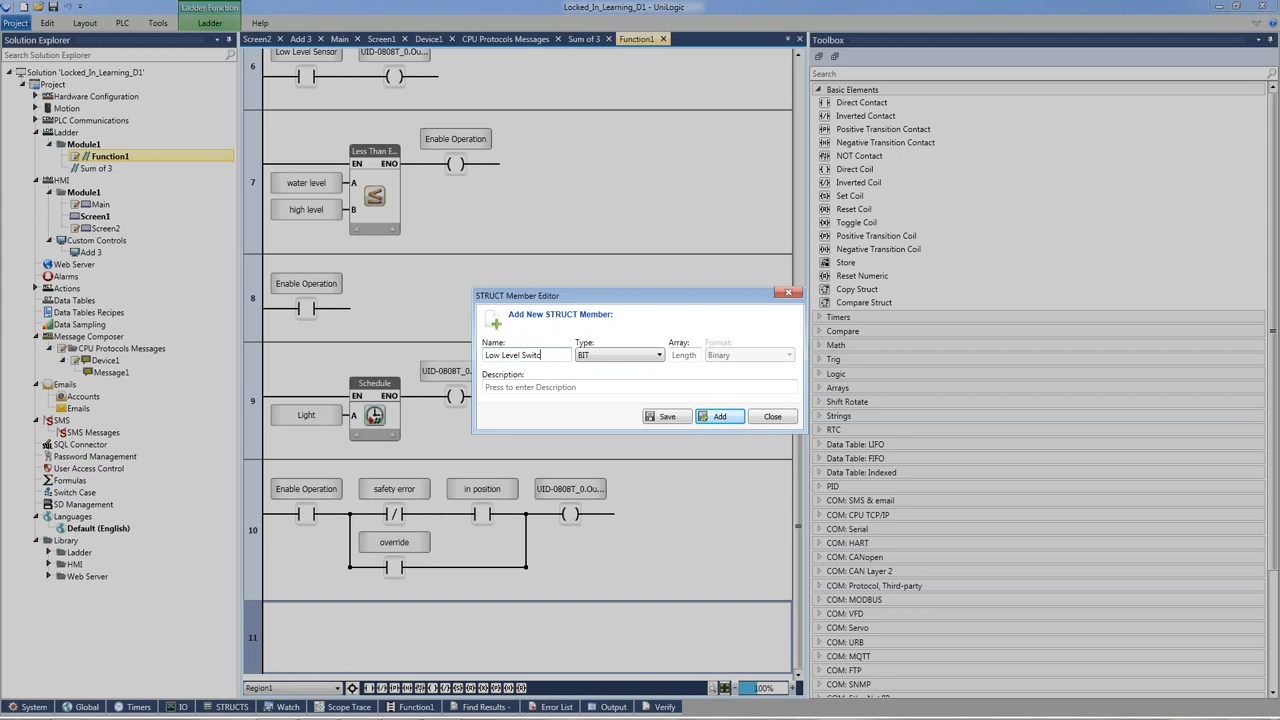 Ladder Function
Locked_In_Learning_D1* - UniLogic
Project Edit Layout PLC Tools Ladder Help
Solution Explorer
Search Solution Explorer
Solution 'Locked_In_Learning_D1'
Project
Hardware Configuration
Motion
PLC Communications
Ladder
Module1
Function1
Sum of 3
HMI
Module1
Main
Screen1
Screen2
Custom Controls
Add 3
Web Server
Alarms
Actions
Data Tables
Data Tables Recipes
Data Sampling
Message Composer
CPU Protocols Messages
Device1
Message1
Emails
Accounts
Emails
SMS
SMS Messages
SQL Connector
Password Management
User Access Control
Formulas
Switch Case
SD Management
Languages
Default (English)
Library
Ladder
HMI
Web Server
Screen2 Add 3 Main Screen1 Device1 CPU Protocols Messages Sum of 3 Function1
6
Low Level Sensor UID-0808T_0.Ou...
7
Enable Operation
Less Than E...
EN ENO
water level A
high level B
8
Enable Operation
9
UID-0808T_0.
Schedule
EN ENO
Light A
10
Enable Operation safety error in position UID-0808T_0.Ou...
override
11
Region1
100%
STRUCT Member Editor
Add New STRUCT Member:
Name: Type: Array: Format:
Low Level Switc BIT Length Binary
Description:
Press to enter Description
Save Add Close
Toolbox
Search
Basic Elements
Direct Contact
Inverted Contact
Positive Transition Contact
Negative Transition Contact
NOT Contact
Direct Coil
Inverted Coil
Set Coil
Reset Coil
Toggle Coil
Positive Transition Coil
Negative Transition Coil
Store
Reset Numeric
Copy Struct
Compare Struct
Timers
Compare
Math
Trig
Logic
Arrays
Shift Rotate
Strings
RTC
Data Table: LIFO
Data Table: FIFO
Data Table: Indexed
PID
COM: SMS & email
COM: CPU TCP/IP
COM: Serial
COM: HART
COM: CANopen
COM: CAN Layer 2
COM: Protocol, Third-party
COM: MODBUS
COM: VFD
COM: Servo
COM: URB
COM: MQTT
COM: FTP
COM: SNMP
System Global Timers IO STRUCTS Watch Scope Trace Function1 Find Results - Error List Output Verify